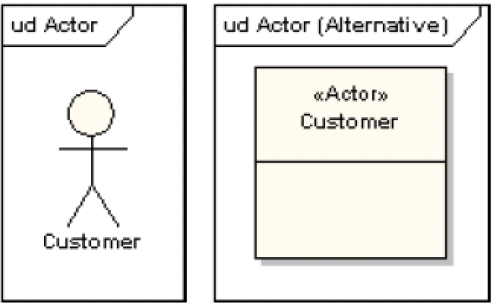 ud Actor
Customer
ud Actor (Alternative)
«Actor»
Customer